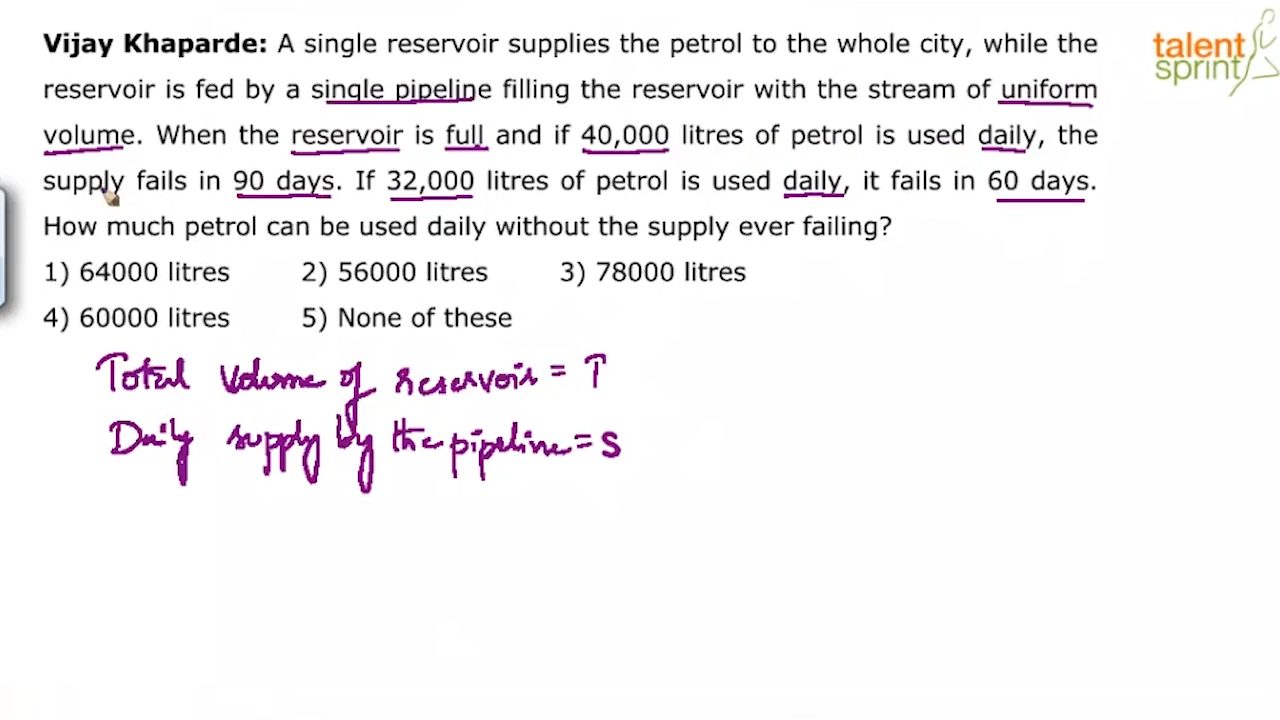 Vijay Khaparde: A single reservoir supplies the petrol to the whole city, while the
reservoir is fed by a single pipeline filling the reservoir with the stream of uniform
volume. When the reservoir is full and if 40,000 litres of petrol is used daily, the
supply fails in 90 days. If 32,000 litres of petrol is used daily, it fails in 60 days.
How much petrol can be used daily without the supply ever failing?
1) 64000 litres 2) 56000 litres 3) 78000 litres
4) 60000 litres 5) None of these
Total volume of reservoir = T
Daily supply by the pipeline = S
talent
sprint